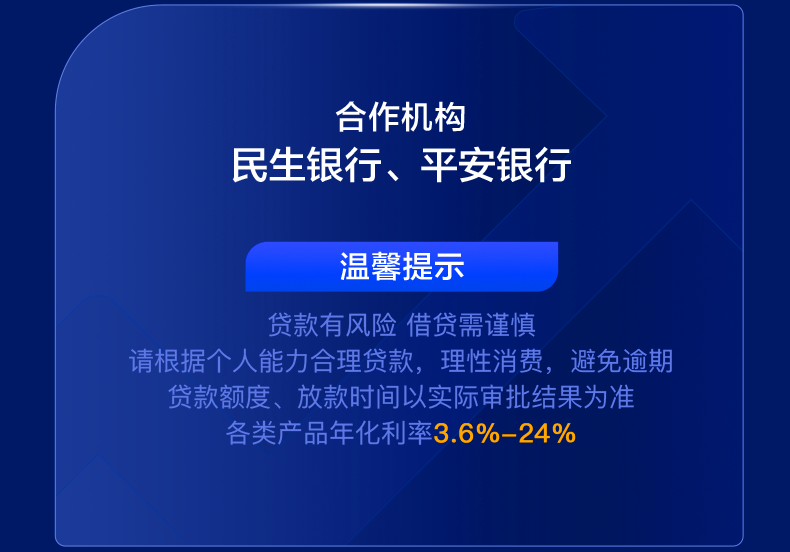 合作机构
民生银行、平安银行
温馨提示
贷款有风险 借贷需谨慎
请根据个人能力合理贷款，理性消费，避免逾期
贷款额度、放款时间以实际审批结果为准
各类产品年化利率3.6%-24%